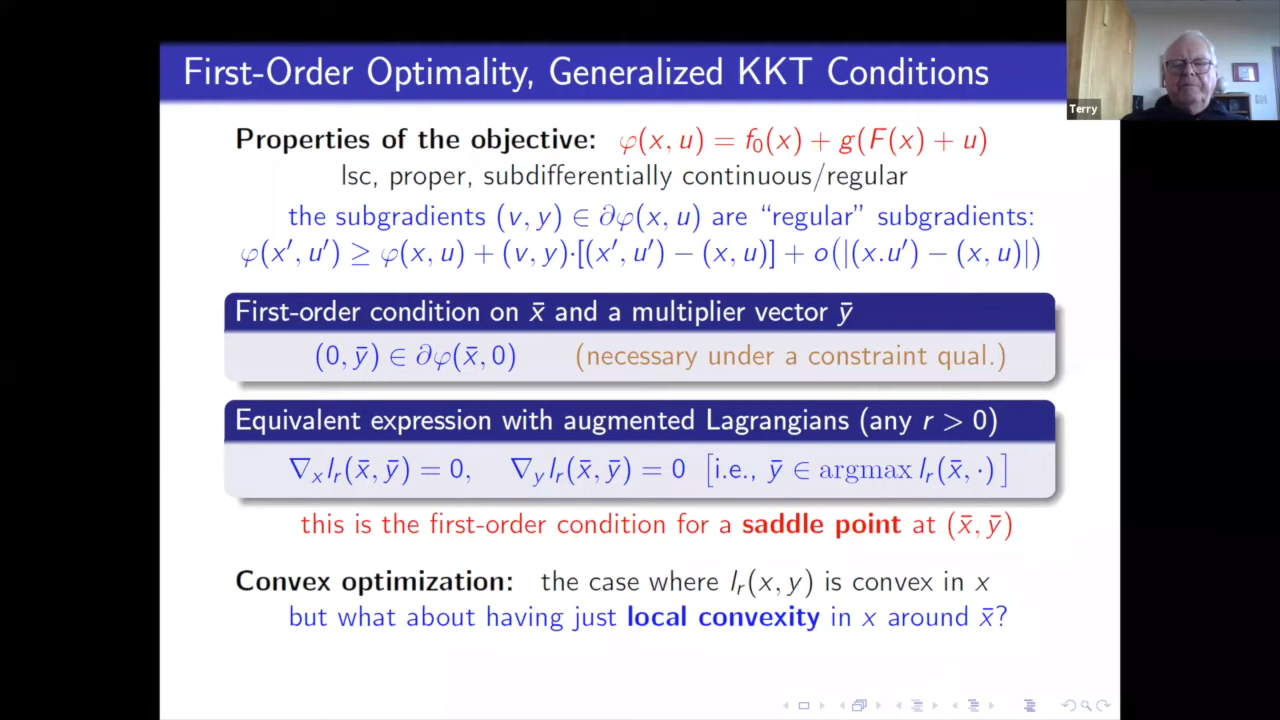 First-Order Optimality, Generalized KKT Conditions
Terry
Properties of the objective: φ(x, u) = f₀(x) + g(F(x) + u)
lsc, proper, subdifferentially continuous/regular
the subgradients (v, y) ∈ ∂φ(x, u) are “regular” subgradients:
φ(x′, u′) ≥ φ(x, u) + (v, y)·[(x′, u′) − (x, u)] + o(|(x.u′) − (x, u)|)
First-order condition on x̄ and a multiplier vector ȳ
(0, ȳ) ∈ ∂φ(x̄, 0) (necessary under a constraint qual.)
Equivalent expression with augmented Lagrangians (any r > 0)
∇ₓlᵣ(x̄, ȳ) = 0, ∇_y lᵣ(x̄, ȳ) = 0 [i.e., ȳ ∈ argmax lᵣ(x̄, ·)]
this is the first-order condition for a saddle point at (x̄, ȳ)
Convex optimization: the case where lᵣ(x, y) is convex in x
but what about having just local convexity in x around x̄?